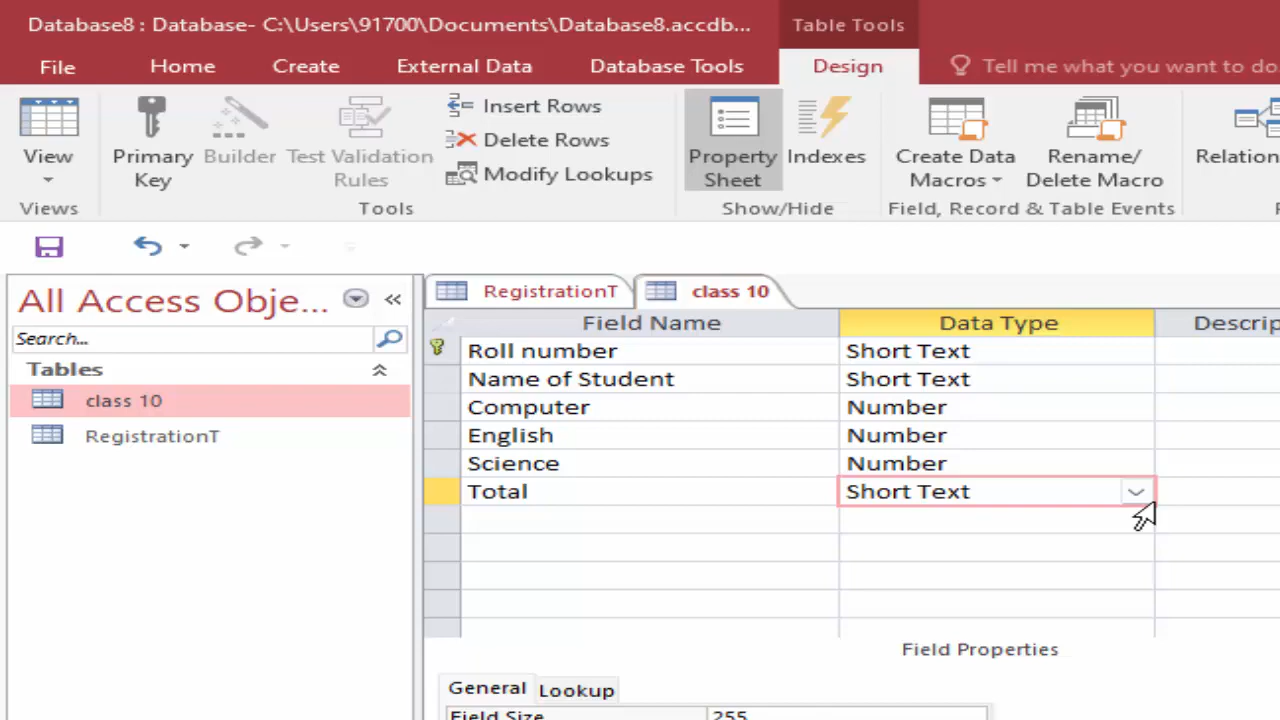 Database8 : Database- C:\Users\91700\Documents\Database8.accdb...
Table Tools
File
Home
Create
External Data
Database Tools
Design
Tell me what you want to do
View
Primary Key
Builder
Test Validation Rules
Insert Rows
Delete Rows
Modify Lookups
Property Sheet
Indexes
Create Data Macros
Rename/ Delete Macro
Relation
Views
Tools
Show/Hide
Field, Record & Table Events
All Access Obje...
Search...
Tables
class 10
RegistrationT
RegistrationT
class 10
Field Name
Data Type
Descrip
Roll number
Short Text
Name of Student
Short Text
Computer
Number
English
Number
Science
Number
Total
Short Text
Field Properties
General
Lookup
Field Size
255